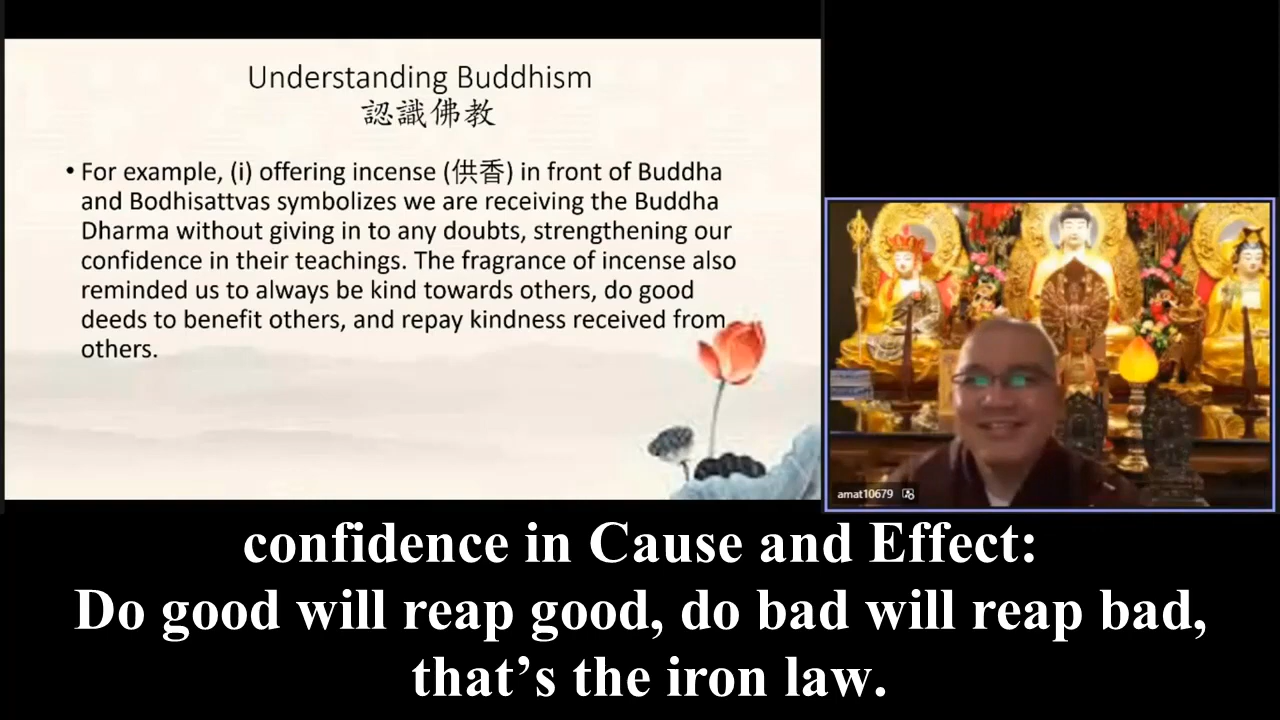 Understanding Buddhism
認識佛教
• For example, (i) offering incense (供香) in front of Buddha
and Bodhisattvas symbolizes we are receiving the Buddha
Dharma without giving in to any doubts, strengthening our
confidence in their teachings. The fragrance of incense also
reminded us to always be kind towards others, do good
deeds to benefit others, and repay kindness received from
others.
amat10679
confidence in Cause and Effect:
Do good will reap good, do bad will reap bad,
that’s the iron law.